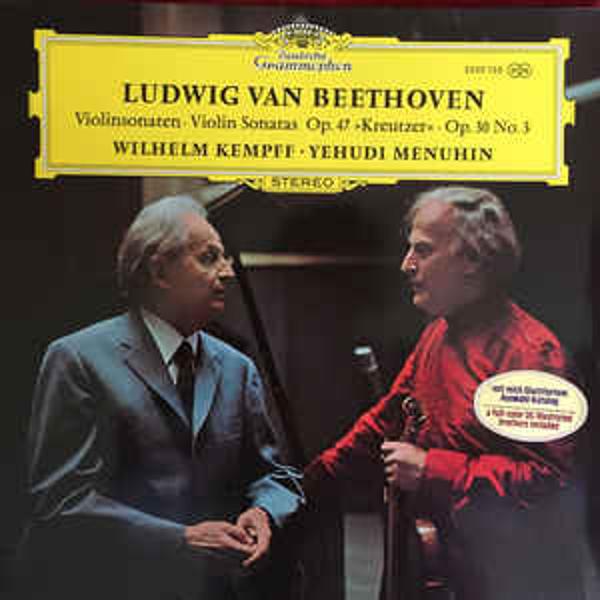 Deutsche
Grammophon
LUDWIG VAN BEETHOVEN
Violinsonaten · Violin Sonatas Op. 47 »Kreutzer« · Op. 30 No. 3
WILHELM KEMPFF · YEHUDI MENUHIN
STEREO
mit